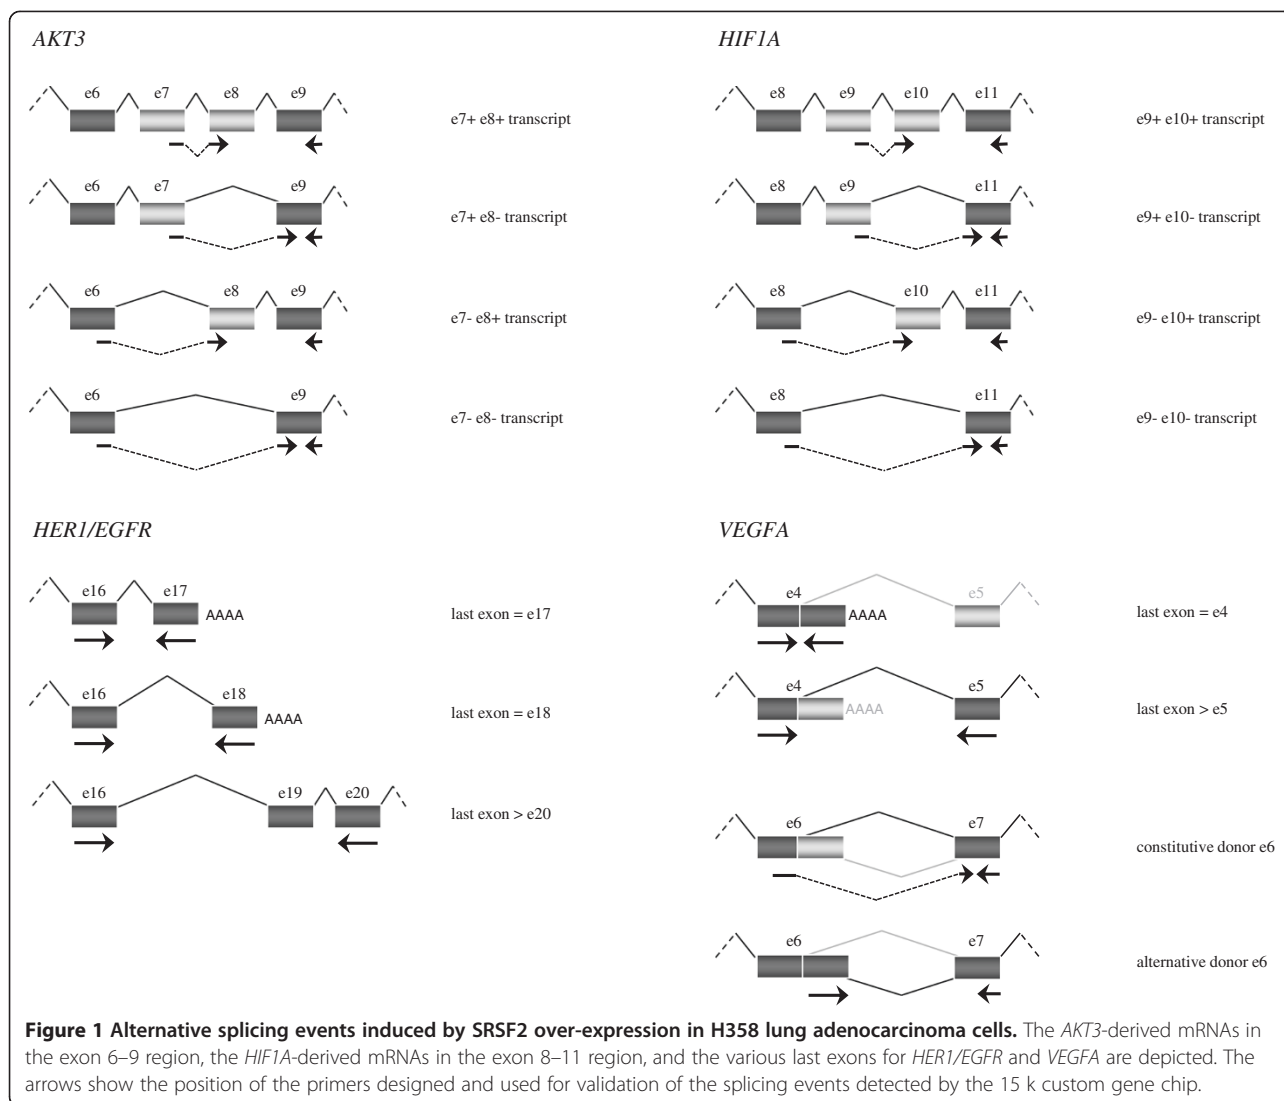 AKT3
e6 e7 e8 e9
e7+ e8+ transcript
e6 e7 e9
e7+ e8- transcript
e6 e8 e9
e7- e8+ transcript
e6 e9
e7- e8- transcript
HIF1A
e8 e9 e10 e11
e9+ e10+ transcript
e8 e9 e11
e9+ e10- transcript
e8 e10 e11
e9- e10+ transcript
e8 e11
e9- e10- transcript
HER1/EGFR
e16 e17
AAAA
last exon = e17
e16 e18
AAAA
last exon = e18
e16 e19 e20
last exon > e20
VEGFA
e4 e5
AAAA
last exon = e4
e4 e5
AAAA
last exon > e5
e6 e7
constitutive donor e6
e6 e7
alternative donor e6
Figure 1 Alternative splicing events induced by SRSF2 over-expression in H358 lung adenocarcinoma cells. The AKT3-derived mRNAs in
the exon 6–9 region, the HIF1A-derived mRNAs in the exon 8–11 region, and the various last exons for HER1/EGFR and VEGFA are depicted. The
arrows show the position of the primers designed and used for validation of the splicing events detected by the 15 k custom gene chip.